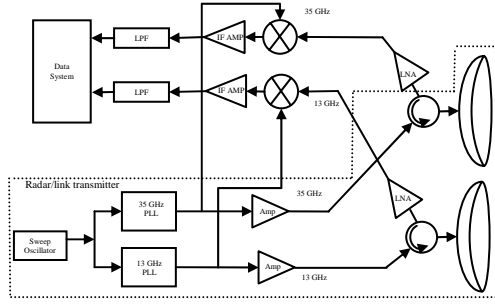 35 GHz
LPF
IF AMP
LNA
Data
System
LPF
IF AMP
13 GHz
Radar/link transmitter
35 GHz
LNA
35 GHz
PLL
Amp
Sweep
Oscillator
13 GHz
PLL
Amp
13 GHz